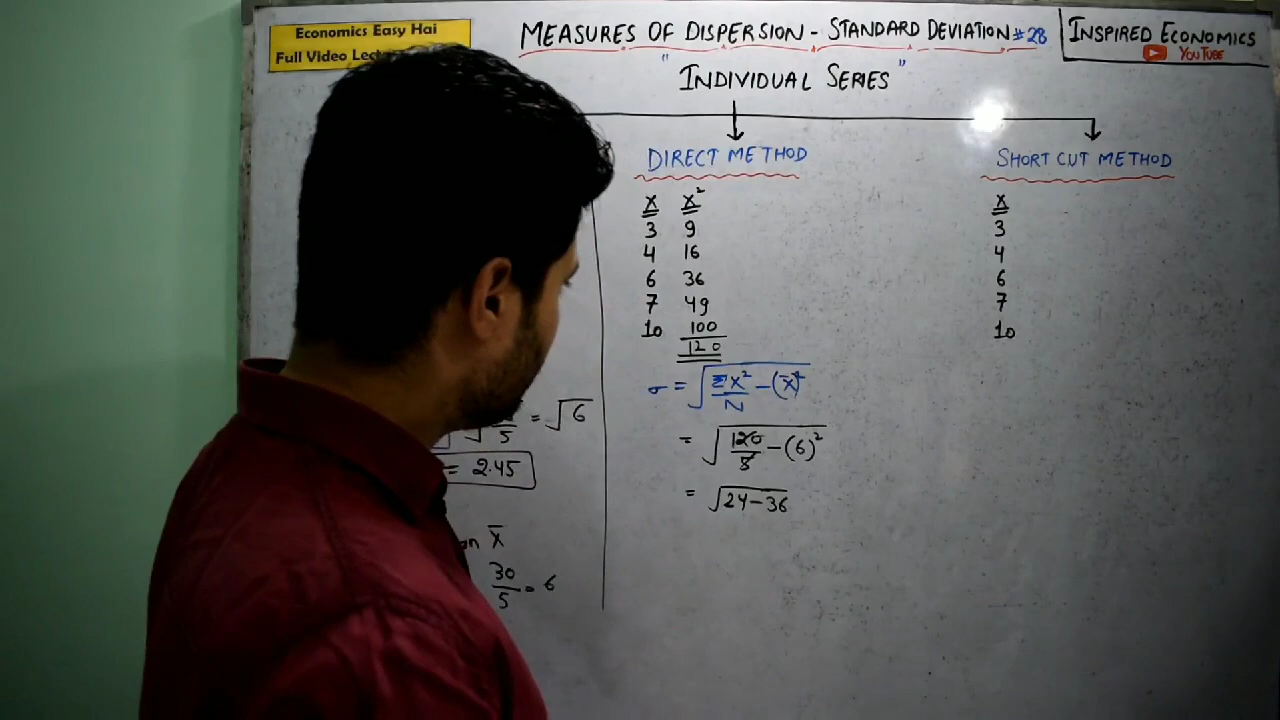 Economics Easy Hai
Full Video
MEASURES OF DISPERSION - STANDARD DEVIATION #28
"INDIVIDUAL SERIES"
INSPIRED ECONOMICS
YOUTUBE
5 = √6
= 2.45
X̄
30/5 = 6
DIRECT METHOD
X X²
3 9
4 16
6 36
7 49
10 100
120
σ = √(ΣX²/N - (X̄)²)
= √(120/5 - (6)²)
= √24-36
SHORT CUT METHOD
X
3
4
6
7
10